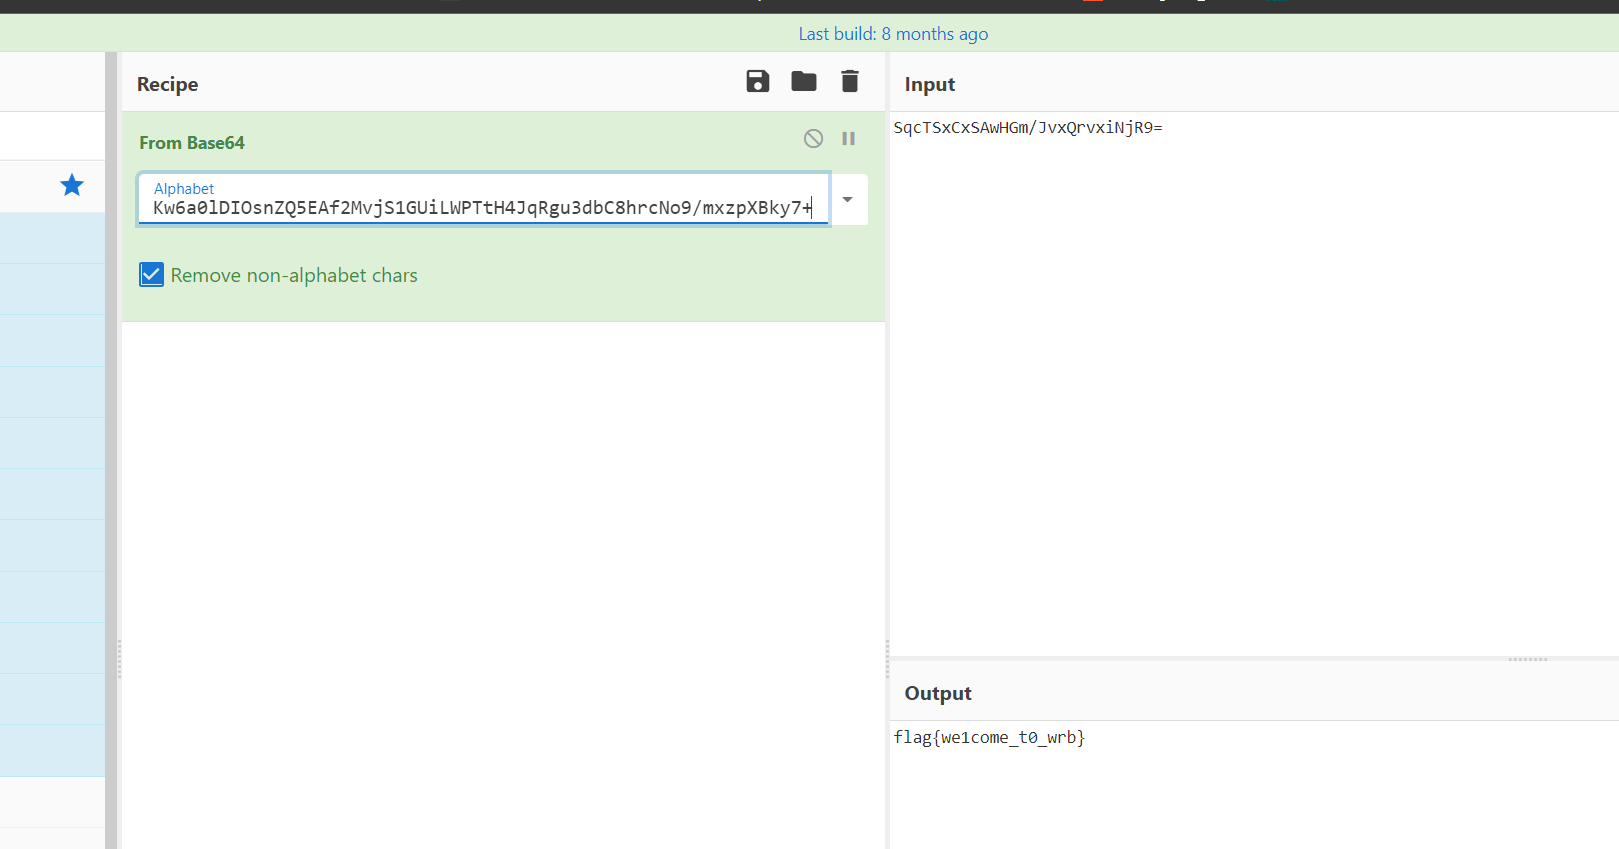 Last build: 8 months ago
Recipe
Input
From Base64
SqcTSxCxSAwHGm/JvxQrvxiNjR9=
Alphabet
Kw6a0lDIOsnZQ5EAf2MvjS1GUiLWPTtH4JqRgu3dbC8hrcNo9/mxzpXBky7+
Remove non-alphabet chars
Output
flag{we1come_t0_wrb}